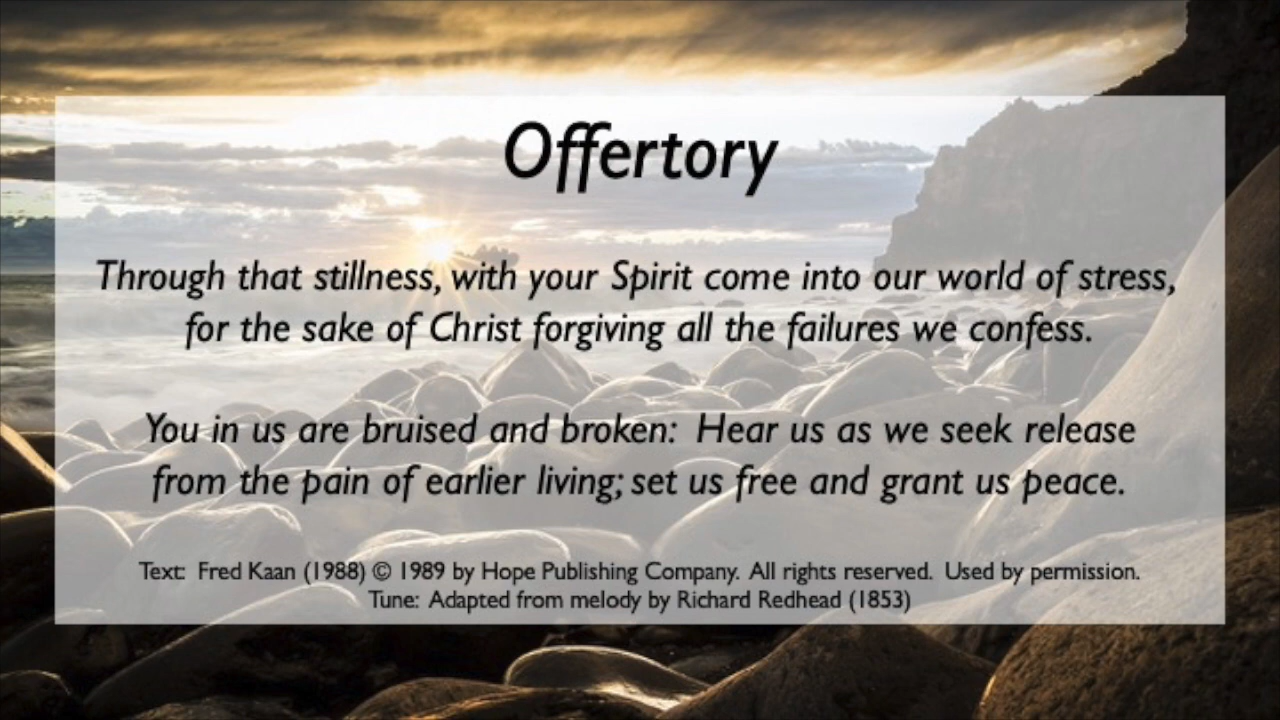 Offertory
Through that stillness, with your Spirit come into our world of stress,
for the sake of Christ forgiving all the failures we confess.
You in us are bruised and broken: Hear us as we seek release
from the pain of earlier living; set us free and grant us peace.
Text: Fred Kaan (1988) © 1989 by Hope Publishing Company. All rights reserved. Used by permission.
Tune: Adapted from melody by Richard Redhead (1853)